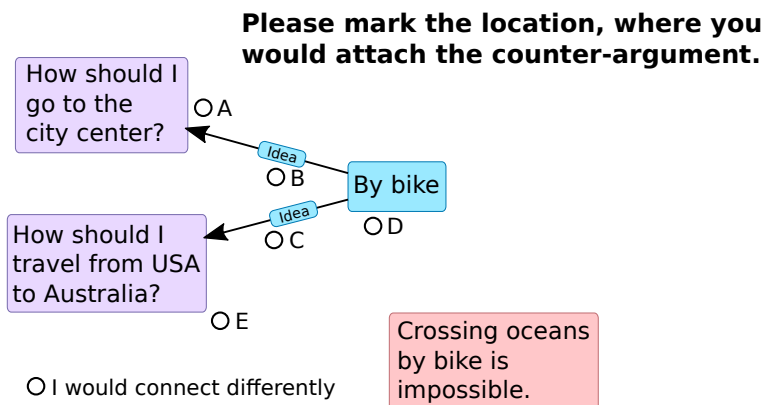 Please mark the location, where you
would attach the counter-argument.
How should I
go to the
city center?
A
Idea
B
By bike
Idea
C
D
How should I
travel from USA
to Australia?
E
Crossing oceans
by bike is
impossible.
I would connect differently